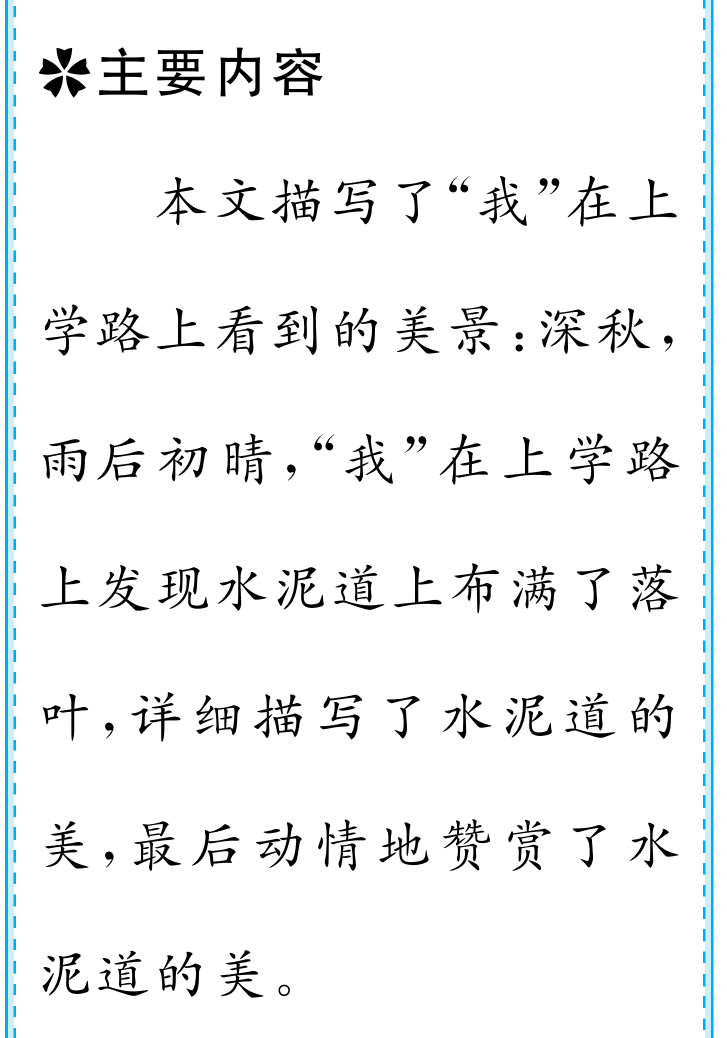 ✽主要内容
本文描写了“我”在上
学路上看到的美景:深秋,
雨后初晴,“我”在上学路
上发现水泥道上布满了落
叶,详细描写了水泥道的
美,最后动情地赞赏了水
泥道的美。